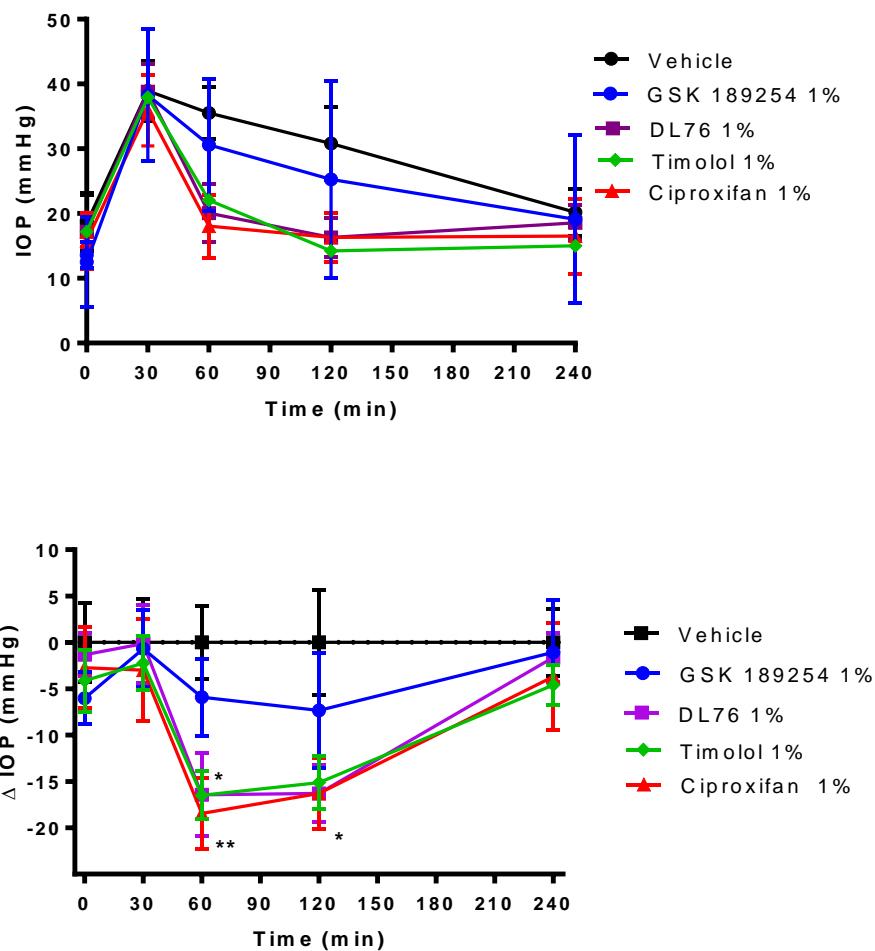 50
40
30
20
10
0
IOP (mmHg)
0 30 60 90 120 150 180 210 240
Time (min)
Vehicle
GSK 189254 1%
DL76 1%
Timolol 1%
Ciproxifan 1%
10
5
0
-5
-10
-15
-20
Δ IOP (mmHg)
*
**
*
0 30 60 90 120 150 180 210 240
Time (min)
Vehicle
GSK 189254 1%
DL76 1%
Timolol 1%
Ciproxifan 1%